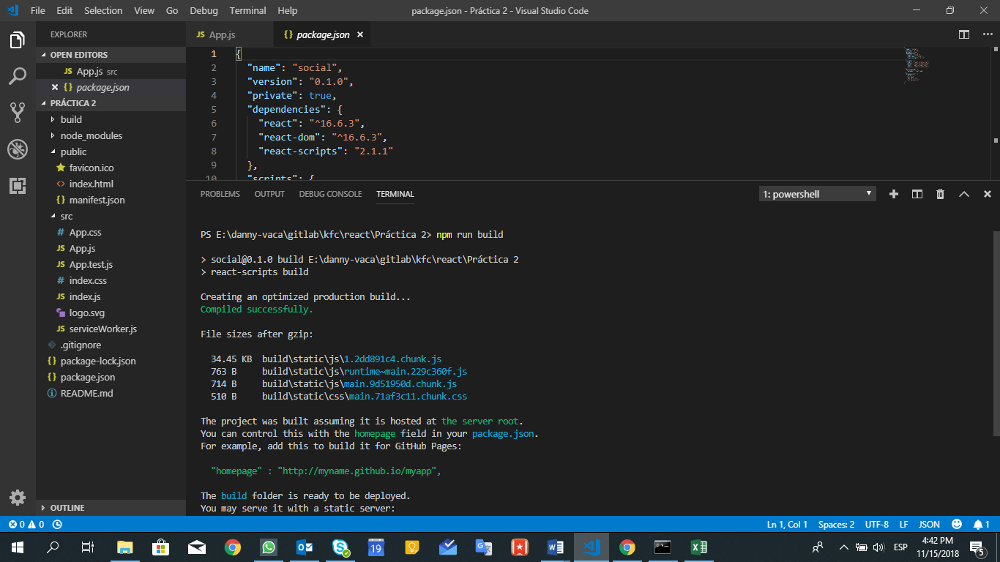 File Edit Selection View Go Debug Terminal Help
package.json - Práctica 2 - Visual Studio Code
EXPLORER
OPEN EDITORS
JS App.js src
{} package.json
PRÁCTICA 2
build
node_modules
public
favicon.ico
<> index.html
{} manifest.json
src
# App.css
JS App.js
JS App.test.js
# index.css
JS index.js
logo.svg
JS serviceWorker.js
.gitignore
{} package-lock.json
{} package.json
README.md
OUTLINE
JS App.js
{} package.json
1 {
2 "name": "social",
3 "version": "0.1.0",
4 "private": true,
5 "dependencies": {
6 "react": "^16.6.3",
7 "react-dom": "^16.6.3",
8 "react-scripts": "2.1.1"
9 },
10 "scripts": {
PROBLEMS OUTPUT DEBUG CONSOLE TERMINAL
1: powershell
PS E:\danny-vaca\gitlab\kfc\react\Práctica 2> npm run build
> social@0.1.0 build E:\danny-vaca\gitlab\kfc\react\Práctica 2
> react-scripts build
Creating an optimized production build...
Compiled successfully.
File sizes after gzip:
34.45 KB build\static\js\1.2dd891c4.chunk.js
763 B build\static\js\runtime~main.229c360f.js
714 B build\static\js\main.9d51950d.chunk.js
510 B build\static\css\main.71af3c11.chunk.css
The project was built assuming it is hosted at the server root.
You can control this with the homepage field in your package.json.
For example, add this to build it for GitHub Pages:
"homepage" : "http://myname.github.io/myapp",
The build folder is ready to be deployed.
You may serve it with a static server:
0 0
Ln 1, Col 1 Spaces: 2 UTF-8 LF JSON 1
19
ESP
4:42 PM
11/15/2018
5